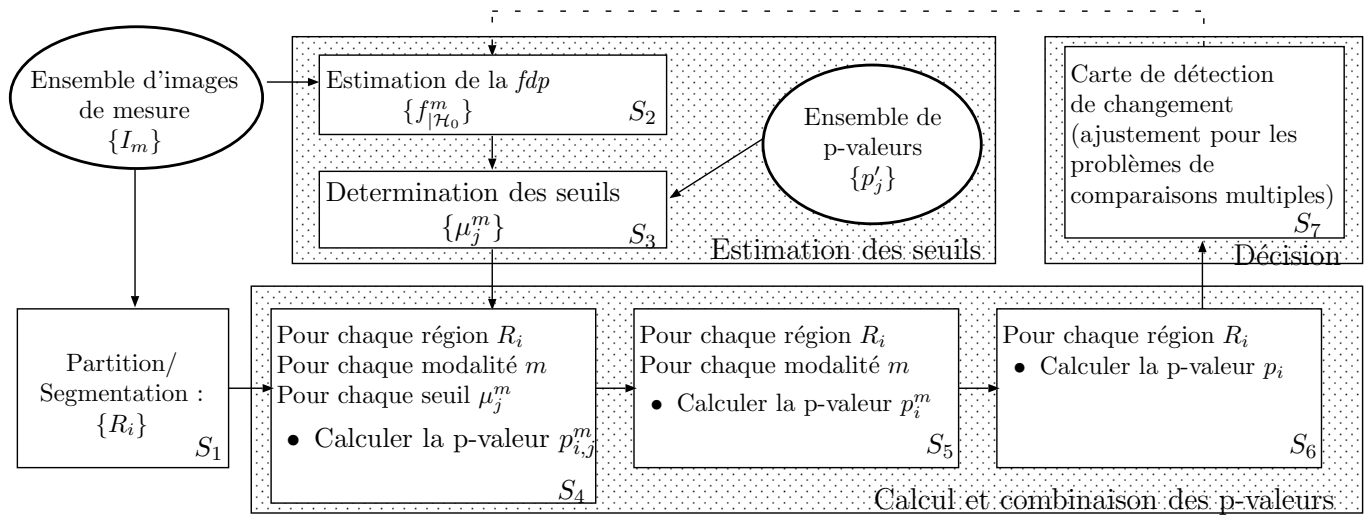 Ensemble d'images
de mesure
{I_m}
Estimation de la fdp
{f^m_{|\mathcal{H}_0}}
S_2
Determination des seuils
{μ^m_j}
S_3
Ensemble de
p-valeurs
{p'_j}
Estimation des seuils
Carte de détection
de changement
(ajustement pour les
problèmes de
comparaisons multiples)
S_7
Décision
Partition/
Segmentation :
{R_i}
S_1
Pour chaque région R_i
Pour chaque modalité m
Pour chaque seuil μ^m_j
• Calculer la p-valeur p^m_{i,j}
S_4
Pour chaque région R_i
Pour chaque modalité m
• Calculer la p-valeur p^m_i
S_5
Pour chaque région R_i
• Calculer la p-valeur p_i
S_6
Calcul et combinaison des p-valeurs